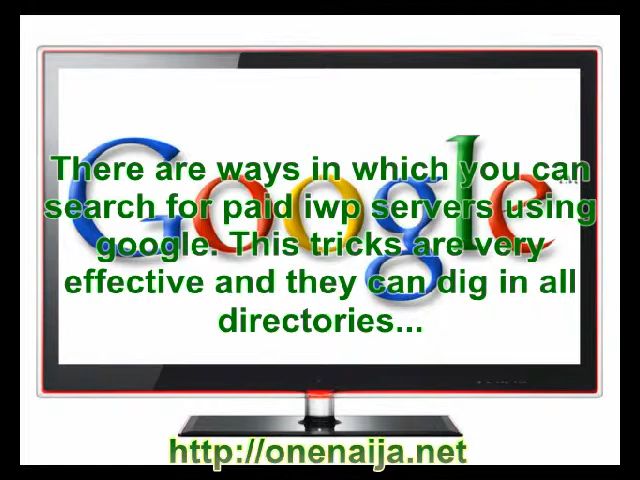 Google
There are ways in which you can
search for paid iwp servers using
google. This tricks are very
effective and they can dig in all
directories...
http://onenaija.net